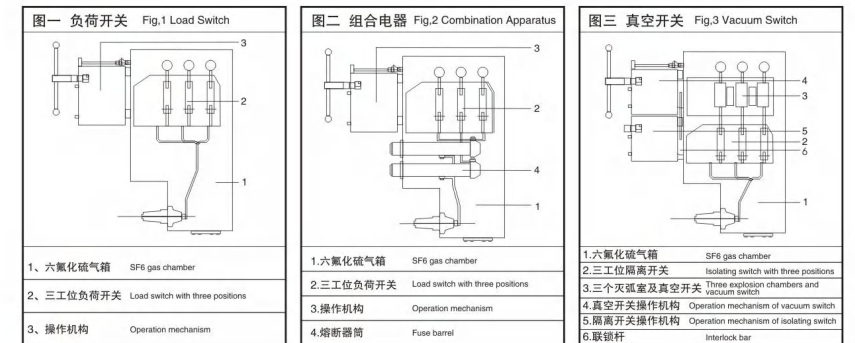 图一 负荷开关 Fig,1 Load Switch
3
2
1
1、六氟化硫气箱 SF6 gas chamber
2、三工位负荷开关 Load switch with three positions
3、操作机构 Operation mechanism
图二 组合电器 Fig,2 Combination Apparatus
3
2
4
1
1.六氟化硫气箱 SF6 gas chamber
2.三工位负荷开关 Load switch with three positions
3.操作机构 Operation mechanism
4.熔断器筒 Fuse barrel
图三 真空开关 Fig,3 Vacuum Switch
4
3
5
2
6
1
1.六氟化硫气箱 SF6 gas chamber
2.三工位隔离开关 Isolating switch with three positions
3.三个灭弧室及真空开关 Three explosion chambers and
vacuum switch
4.真空开关操作机构 Operation mechanism of vacuum switch
5.隔离开关操作机构 Operation mechanism of isolating switch
6.联锁杆 Interlock bar